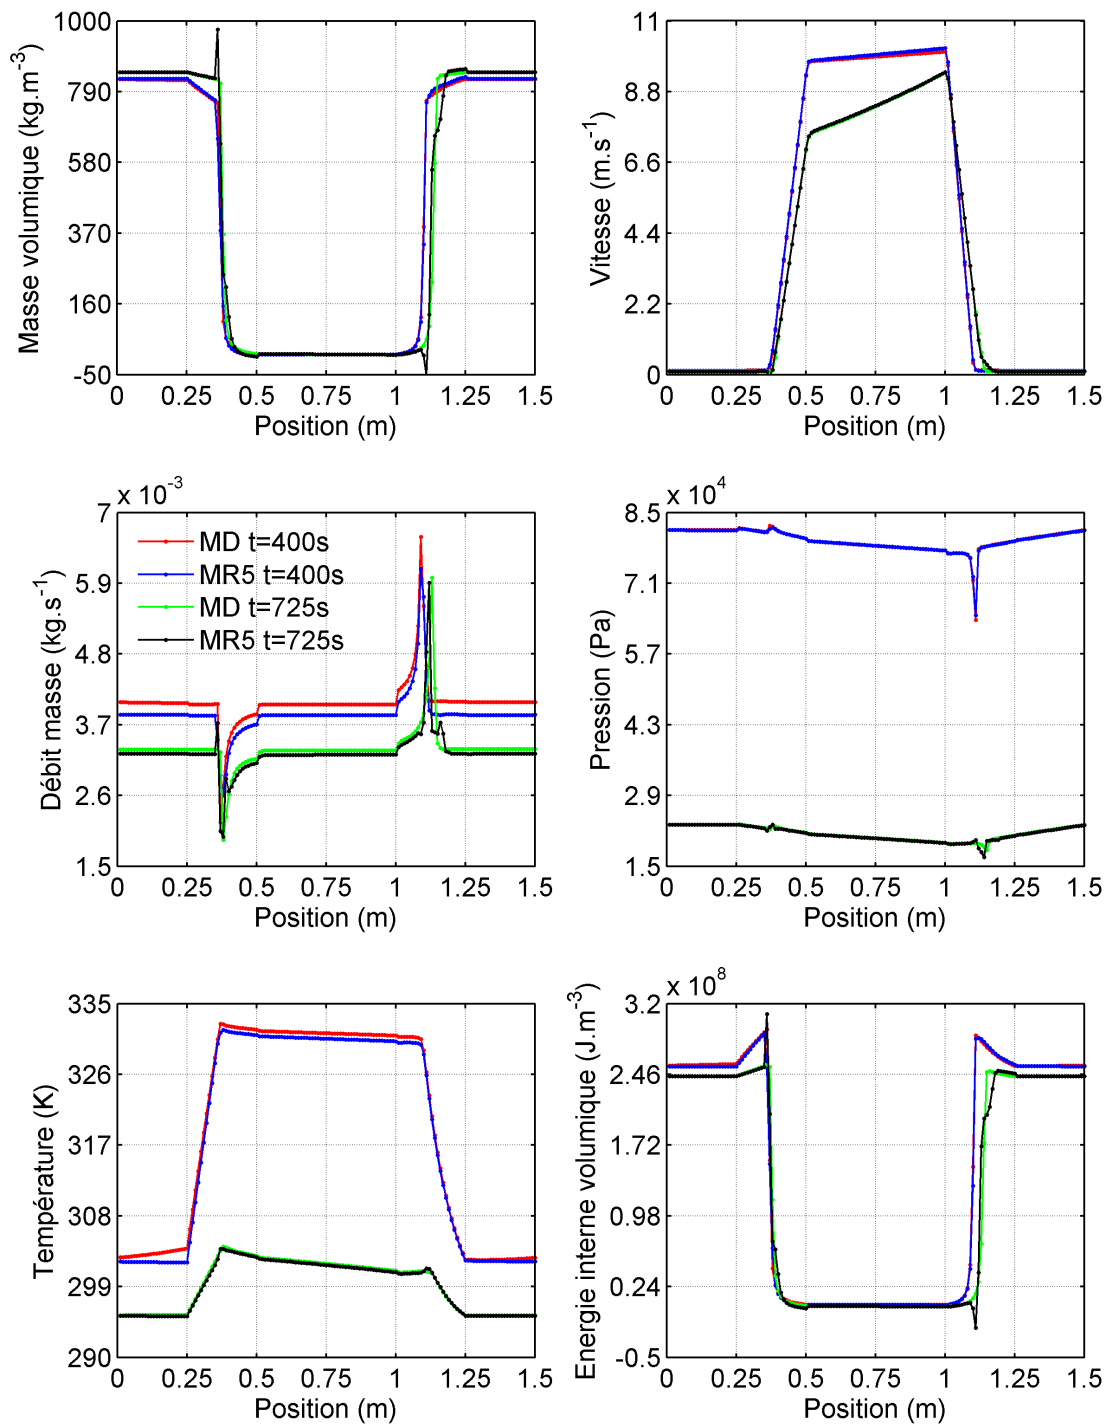 1000
790
580
370
160
-50
0 0.25 0.5 0.75 1 1.25 1.5
Position (m)
Masse volumique (kg.m-3)
11
8.8
6.6
4.4
2.2
0
0 0.25 0.5 0.75 1 1.25 1.5
Position (m)
Vitesse (m.s-1)
x 10-3
7
5.9
4.8
3.7
2.6
1.5
0 0.25 0.5 0.75 1 1.25 1.5
Position (m)
Débit masse (kg.s-1)
MD t=400s
MR5 t=400s
MD t=725s
MR5 t=725s
x 104
8.5
7.1
5.7
4.3
2.9
1.5
0 0.25 0.5 0.75 1 1.25 1.5
Position (m)
Pression (Pa)
335
326
317
308
299
290
0 0.25 0.5 0.75 1 1.25 1.5
Position (m)
Température (K)
x 108
3.2
2.46
1.72
0.98
0.24
-0.5
0 0.25 0.5 0.75 1 1.25 1.5
Position (m)
Energie interne volumique (J.m-3)